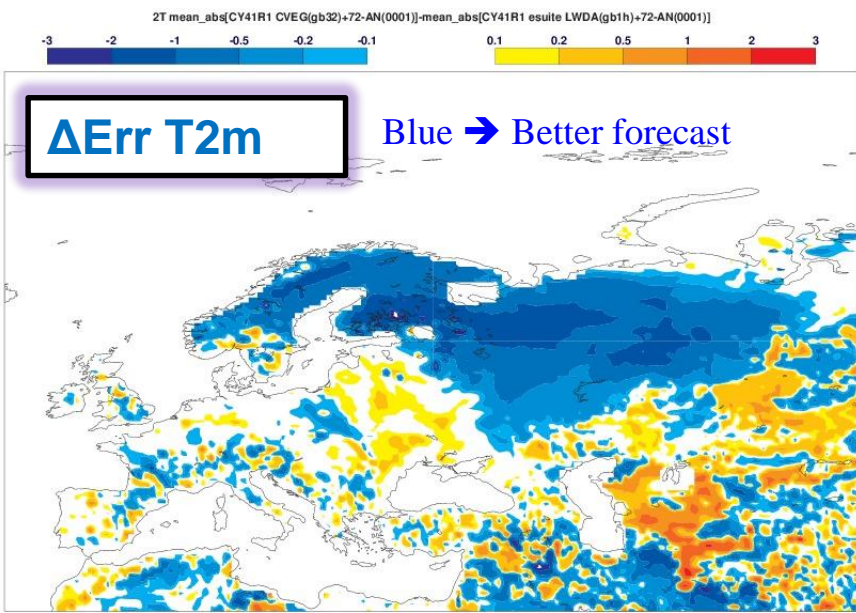 2T mean_abs[CY41R1 CVEG(gb32)+72-AN(0001)]-mean_abs[CY41R1 esuite LWDA(gb1h)+72-AN(0001)]
-3 -2 -1 -0.5 -0.2 -0.1 0.1 0.2 0.5 1 2 3
ΔErr T2m
Blue ➔ Better forecast